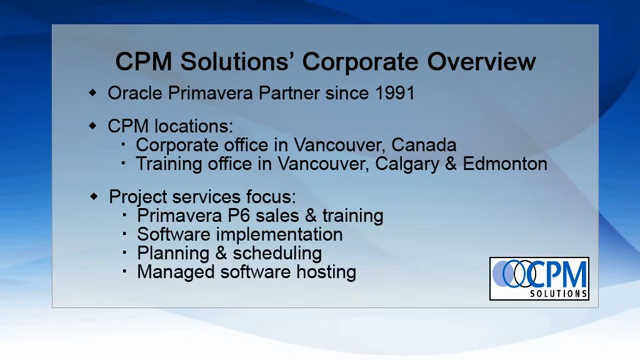 CPM Solutions' Corporate Overview
◆ Oracle Primavera Partner since 1991
◆ CPM locations:
· Corporate office in Vancouver, Canada
· Training office in Vancouver, Calgary & Edmonton
◆ Project services focus:
· Primavera P6 sales & training
· Software implementation
· Planning & scheduling
· Managed software hosting
CPM
SOLUTIONS